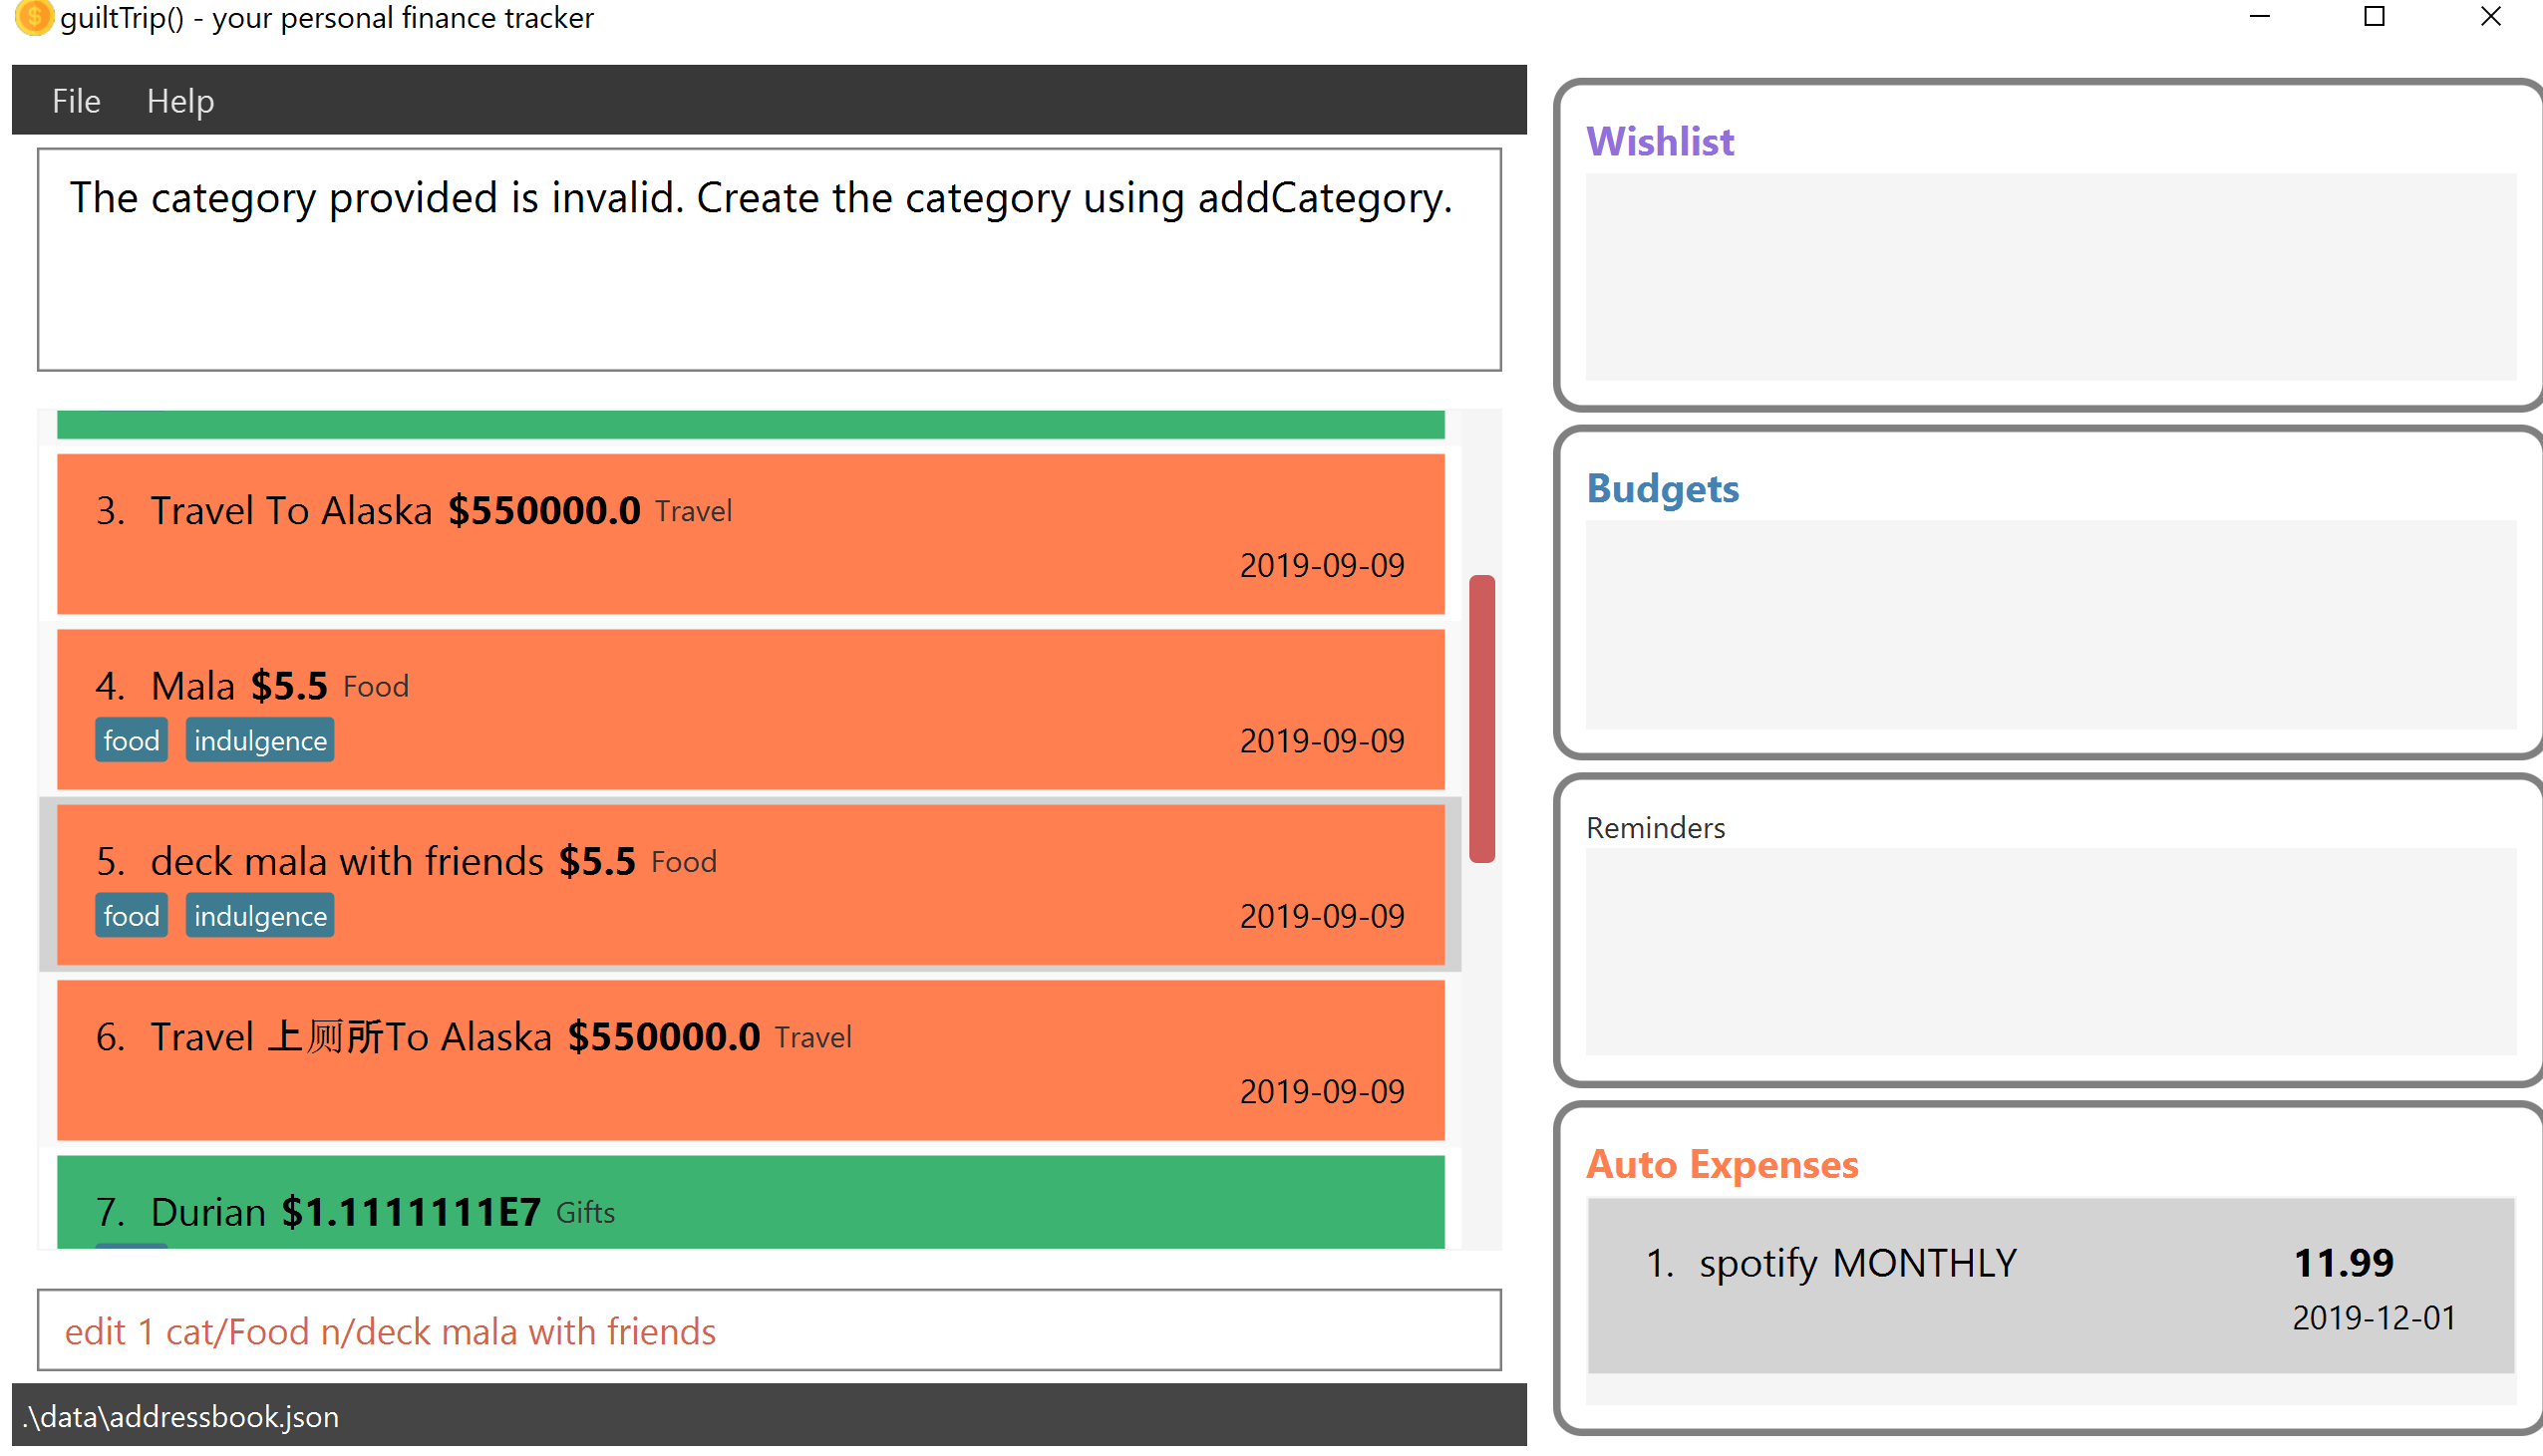 guiltTrip() - your personal finance tracker
File Help
The category provided is invalid. Create the category using addCategory.
3. Travel To Alaska $550000.0 Travel
2019-09-09
4. Mala $5.5 Food
food indulgence 2019-09-09
5. deck mala with friends $5.5 Food
food indulgence 2019-09-09
6. Travel 上厕所To Alaska $550000.0 Travel
2019-09-09
7. Durian $1.1111111E7 Gifts
edit 1 cat/Food n/deck mala with friends
.\data\addressbook.json
Wishlist
Budgets
Reminders
Auto Expenses
1. spotify MONTHLY 11.99
2019-12-01